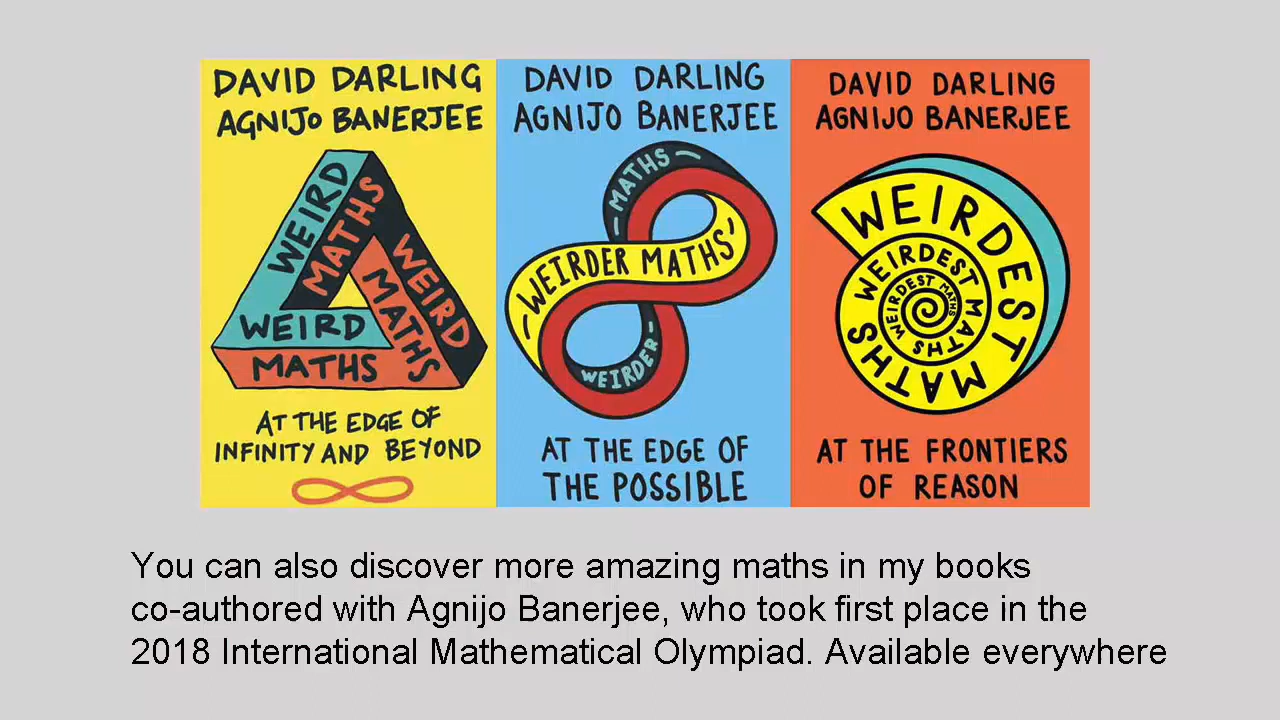 DAVID DARLING
AGNIJO BANERJEE
WEIRD
MATHS
WEIRD
MATHS
WEIRD
MATHS
AT THE EDGE OF
INFINITY AND BEYOND
DAVID DARLING
AGNIJO BANERJEE
MATHS
WEIRDER MATHS
WEIRDER
AT THE EDGE OF
THE POSSIBLE
DAVID DARLING
AGNIJO BANERJEE
WEIRDEST MATHS
WEIRDEST MATHS
WEIRDEST MATHS
AT THE FRONTIERS
OF REASON
You can also discover more amazing maths in my books
co-authored with Agnijo Banerjee, who took first place in the
2018 International Mathematical Olympiad. Available everywhere